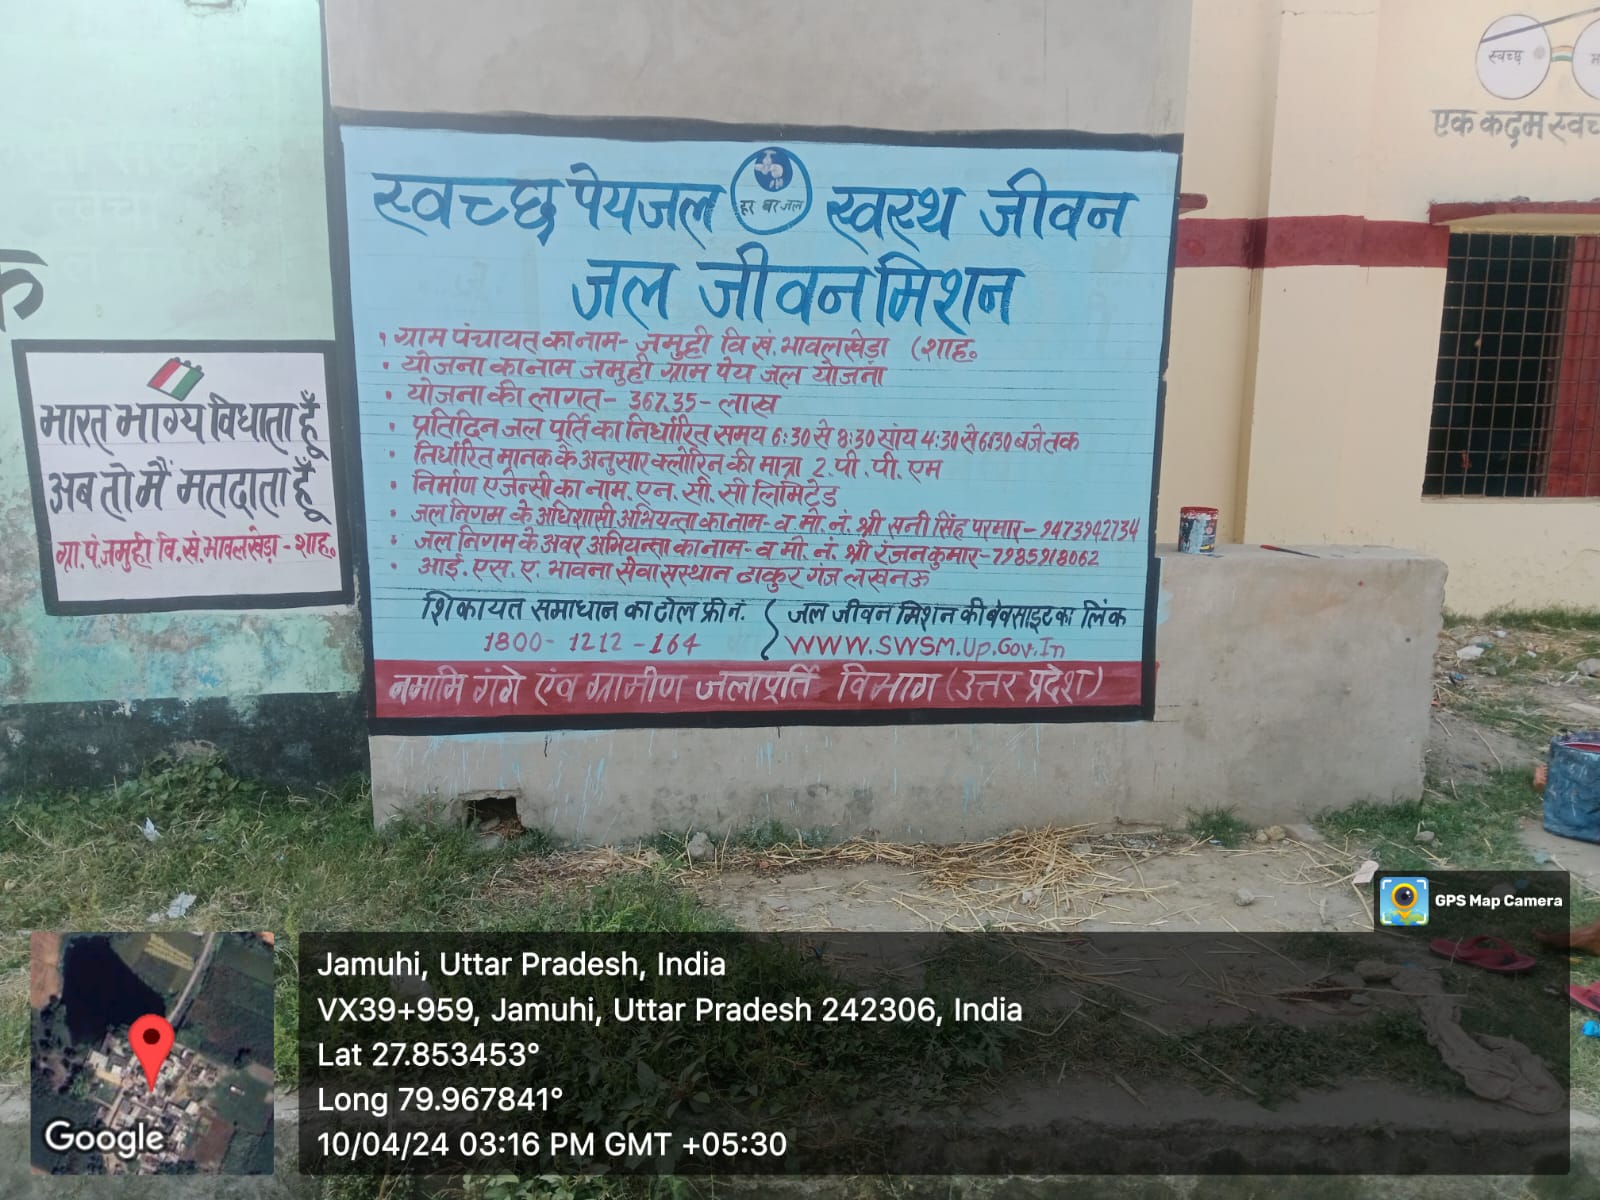 स्वच्छ पेयजल हर घर जल स्वस्थ जीवन
जल जीवन मिशन
• ग्राम पंचायत का नाम- जमुही वि खं. भावलखेड़ा (शाह॰
• योजना का नाम जमुही ग्राम पेय जल योजना
• योजना की लागत- 367.35- लाख
• प्रतिदिन जल पूर्ति का निर्धारित समय 6:30 से 8:30 सांय 4:30 से 6:30 बजे तक
• निर्धारित मानक के अनुसार क्लोरिन की मात्रा 2. पी. पी. एम
• निर्माण एजेन्सी का नाम. एन. सी. सी लिमिटेड
• जल निगम के अधिशासी अभियन्ता का नाम- व मो. नं. श्री सनी सिंह परमार- 9473942734
• जल निगम के अवर अभियन्ता का नाम- व मो. नं. श्री रंजन कुमार-7985918062
• आई. एस. ए. भावना सेवा संस्थान ठाकुर गंज लखनऊ
शिकायत समाधान का टोल फ्री नं.
1800- 1212 -164
जल जीवन मिशन की बेवसाइट का लिंक
WWW.SWSM.Up.Gov.In
नमामि गंगे एंव ग्रामीण जलापूर्ति विभाग (उत्तर प्रदेश)
भारत भाग्य विधाता हूँ
अब तो मैं मतदाता हूँ
ग्रा. पं. जमुही वि. खं. भावलखेड़ा - शाह॰
स्वच्छ
एक कदम स्वच
GPS Map Camera
Jamuhi, Uttar Pradesh, India
VX39+959, Jamuhi, Uttar Pradesh 242306, India
Lat 27.853453°
Long 79.967841°
10/04/24 03:16 PM GMT +05:30
Google